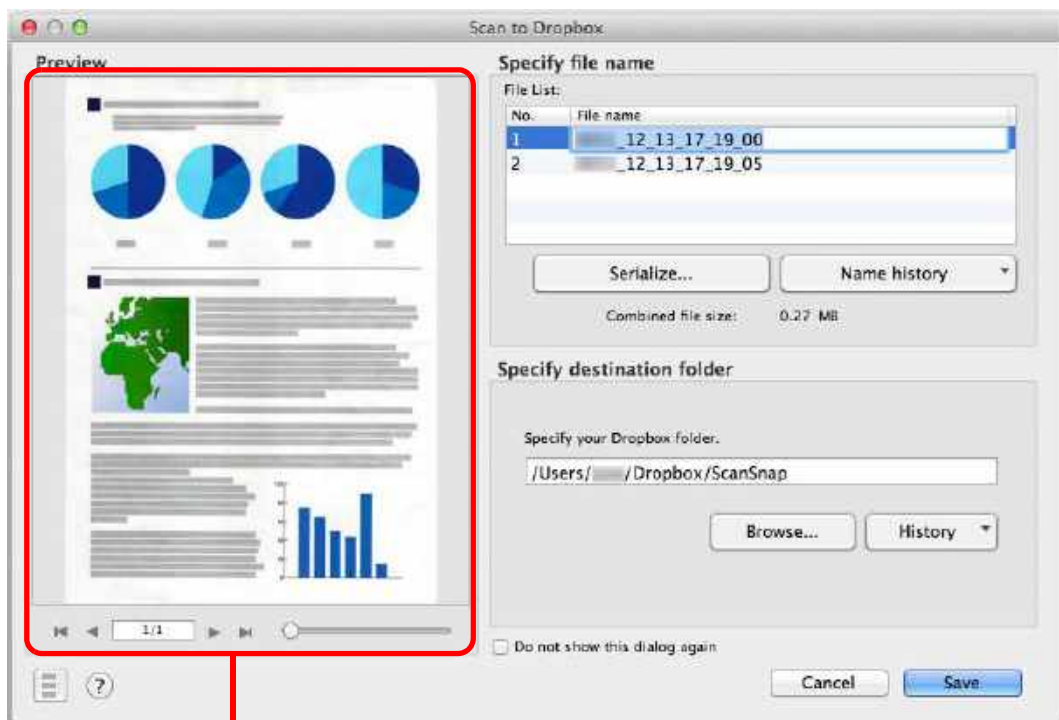 Scan to Dropbox
Preview
1/1
Specify file name
File List:
No. File name
1 _12_13_17_19_00
2 _12_13_17_19_05
Serialize...
Name history
Combined file size: 0.27 MB
Specify destination folder
Specify your Dropbox folder.
/Users/ /Dropbox/ScanSnap
Browse...
History
Do not show this dialog again
?
Cancel
Save